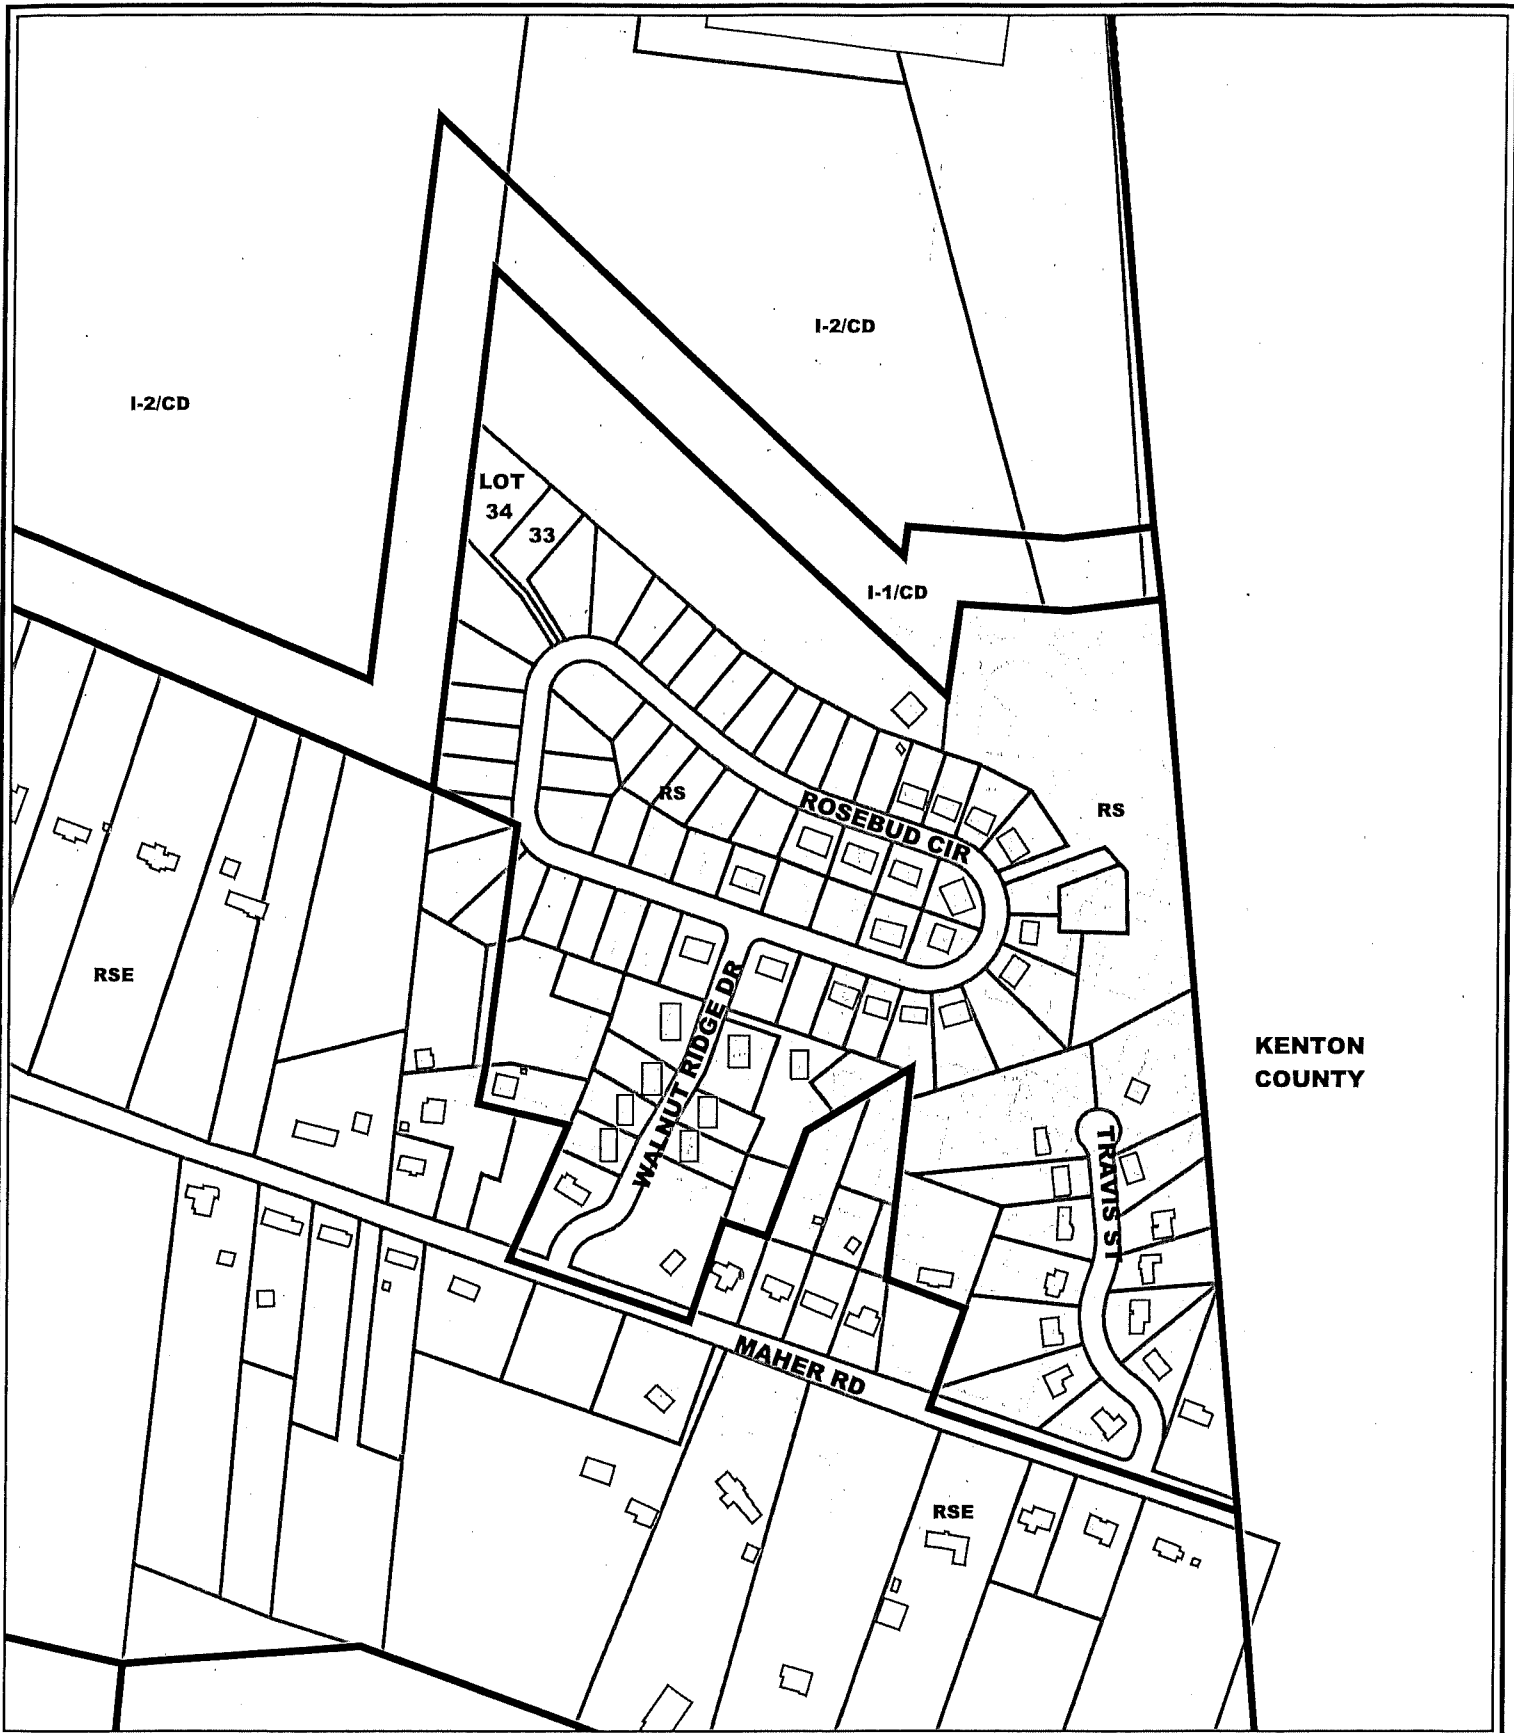 I-2/CD
I-2/CD
LOT
34
33
I-1/CD
RS
ROSEBUD CIR
RS
RSE
WALNUT RIDGE DR
KENTON
COUNTY
TRAVIS ST
MAHER RD
RSE